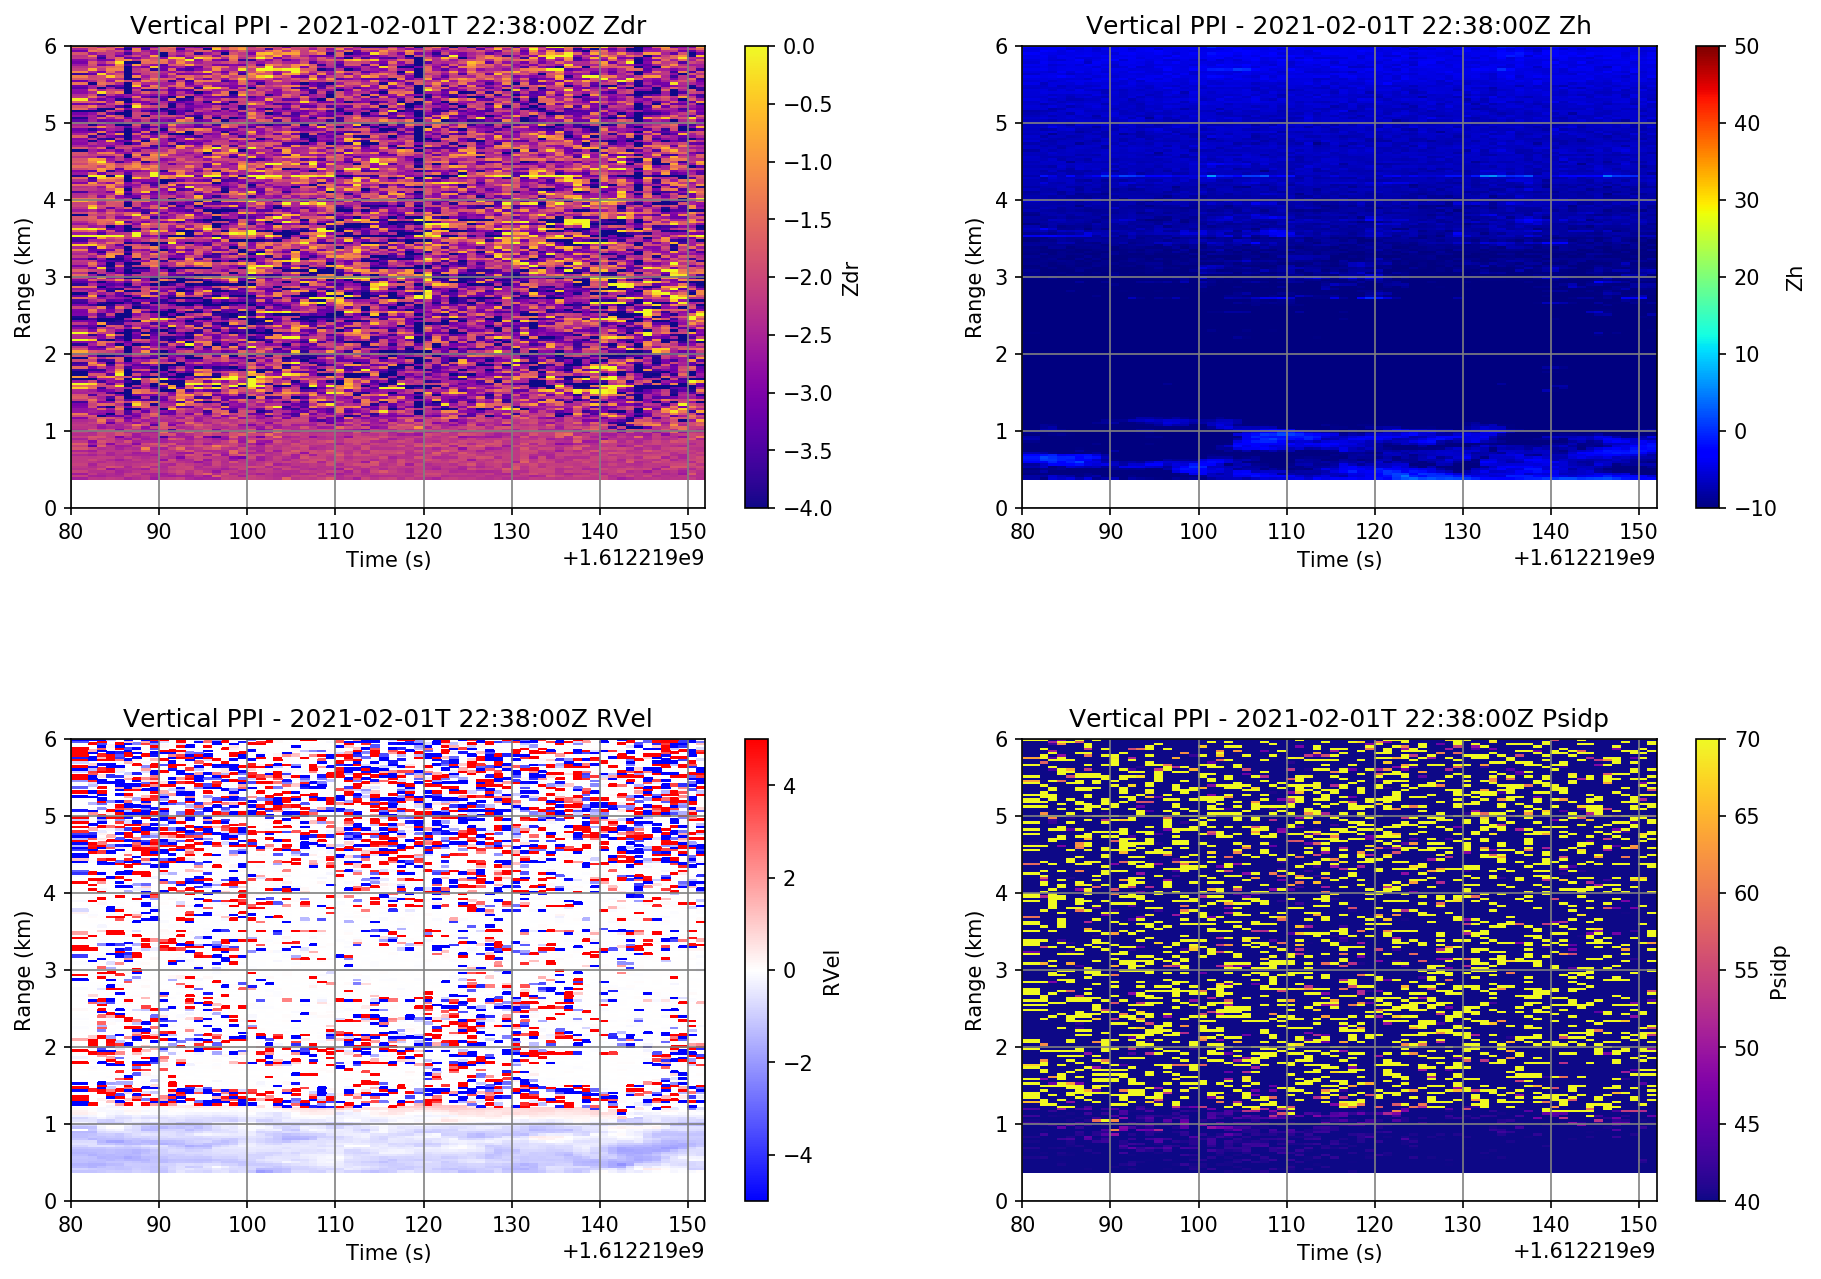 Vertical PPI - 2021-02-01T 22:38:00Z Zdr
6
5
4
3
2
1
0
Range (km)
80 90 100 110 120 130 140 150
Time (s)
+1.612219e9
0.0
−0.5
−1.0
−1.5
−2.0
−2.5
−3.0
−3.5
−4.0
Zdr
Vertical PPI - 2021-02-01T 22:38:00Z Zh
6
5
4
3
2
1
0
Range (km)
80 90 100 110 120 130 140 150
Time (s)
+1.612219e9
50
40
30
20
10
0
−10
Zh
Vertical PPI - 2021-02-01T 22:38:00Z RVel
6
5
4
3
2
1
0
Range (km)
80 90 100 110 120 130 140 150
Time (s)
+1.612219e9
4
2
0
−2
−4
RVel
Vertical PPI - 2021-02-01T 22:38:00Z Psidp
6
5
4
3
2
1
0
Range (km)
80 90 100 110 120 130 140 150
Time (s)
+1.612219e9
70
65
60
55
50
45
40
Psidp